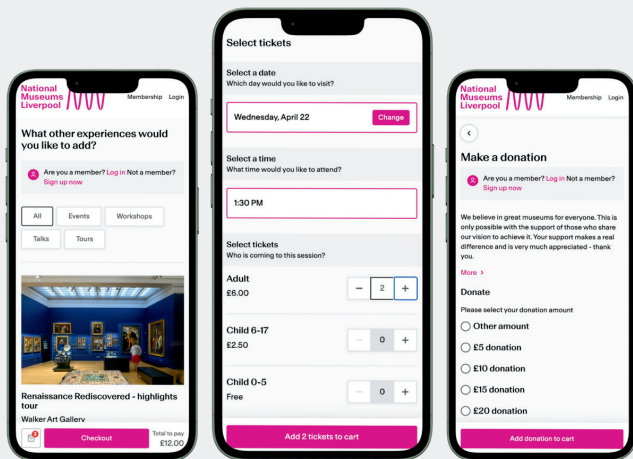 National
Museums
Liverpool
Membership Login
What other experiences would
you like to add?
Are you a member? Log in Not a member?
Sign up now
All Events Workshops
Talks Tours
Renaissance Rediscovered - highlights
tour
Walker Art Gallery
Checkout
Total to pay
£12.00
Select tickets
Select a date
Which day would you like to visit?
Wednesday, April 22
Change
Select a time
What time would you like to attend?
1:30 PM
Select tickets
Who is coming to this session?
Adult
£6.00
− 2 +
Child 6-17
£2.50
− 0 +
Child 0-5
Free
− 0 +
Add 2 tickets to cart
National
Museums
Liverpool
Membership Login
Make a donation
Are you a member? Log in Not a member?
Sign up now
We believe in great museums for everyone. This is
only possible with the support of those who share
our vision to achieve it. Your support makes a real
difference and is very much appreciated - thank
you.
More >
Donate
Please select your donation amount
Other amount
£5 donation
£10 donation
£15 donation
£20 donation
Add donation to cart